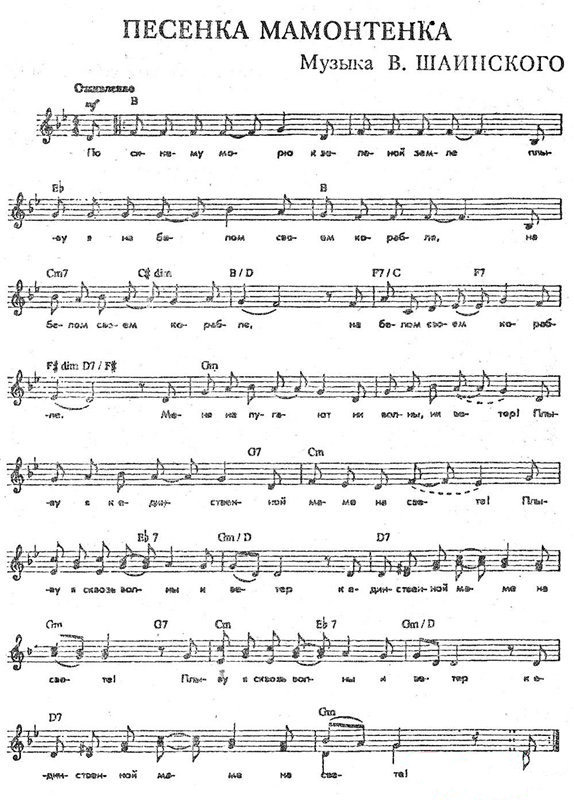 ПЕСЕНКА МАМОНТЕНКА
Музыка В. ШАИНСКОГО
Оживленно
mf
B
По си-нему мо-рю к зе-ле-ной зем-ле плы-
E♭ B
-ву я на бе-лом сво-ем ко-раб-ле, на
Cm7 C# dim B / D F7 / C F7
бе-лом сво-ем ко-раб-ле, на бе-лом сво-ем ко-раб-
F# dim D7 / F# Gm
-ле. Ме-ня не пу-га-ют ни вол-ны, ни ве-тер! Плы-
G7 Cm
-ву я к е-дин-ствен-ной ма-ме на све-те! Плы-
E♭ 7 Gm / D D7
-ву я сквозь вол-ны и ве-тер к е-дин-ствен-ной ма-ме на
Gm G7 Cm E♭ 7 Gm / D
све-те! Плы-ву я сквозь вол-ны и ве-тер к е-
D7 Gm
-дин-ствен-ной ма-ме на све-те!